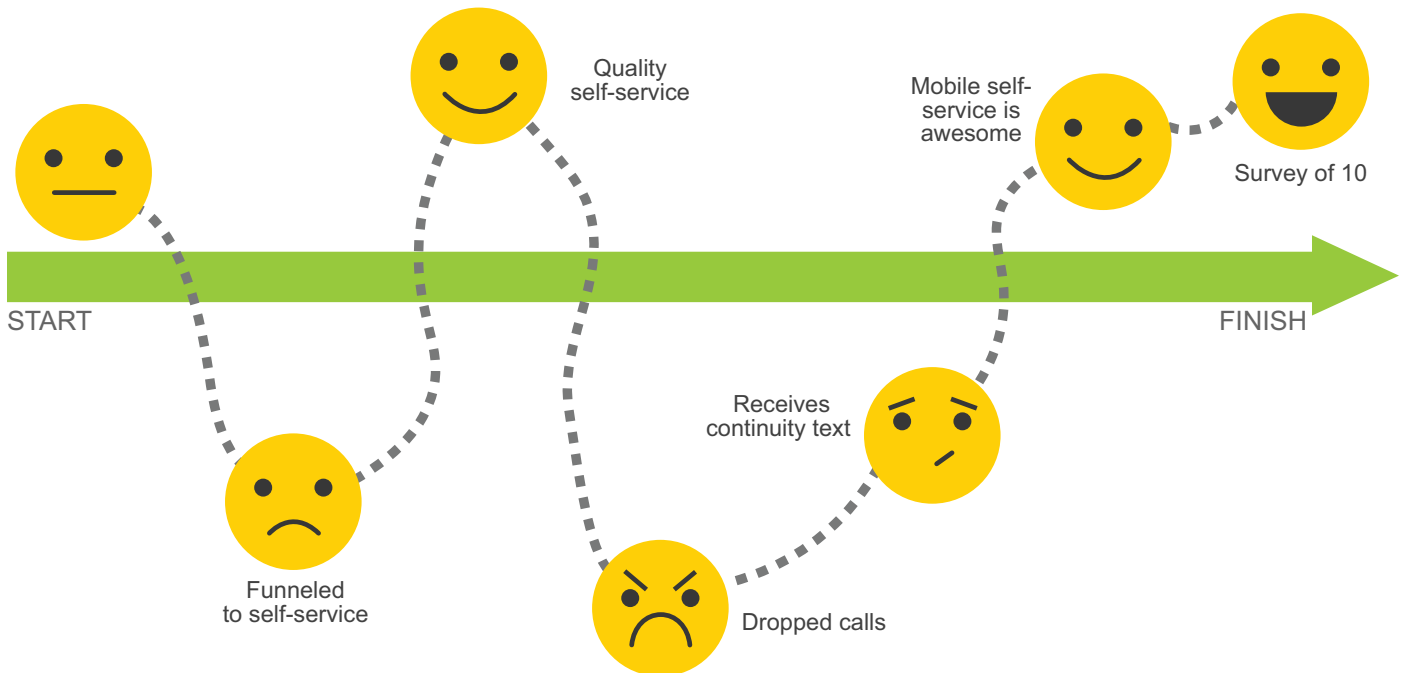 START
Funneled
to self-service
Quality
self-service
Dropped calls
Receives
continuity text
Mobile self-
service is
awesome
Survey of 10
FINISH